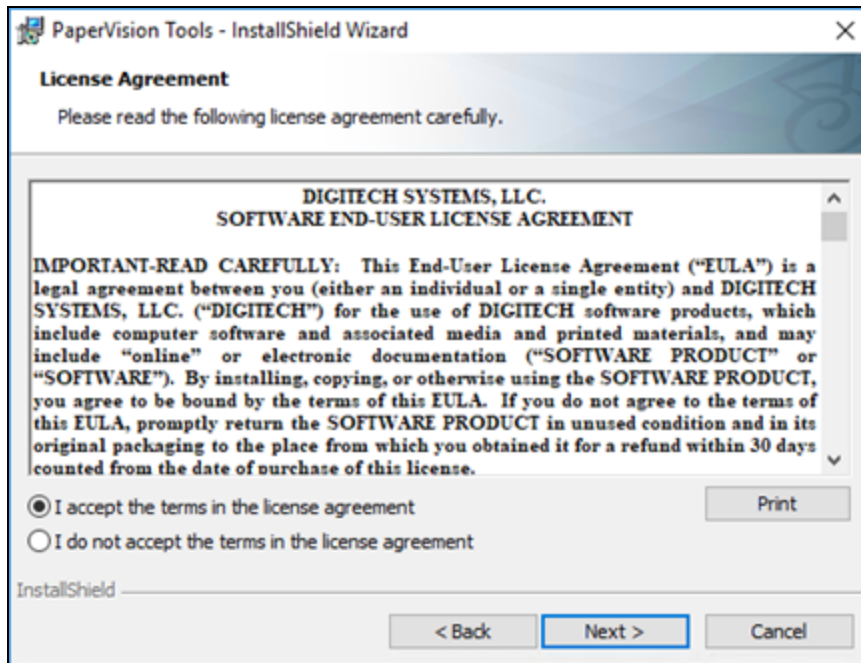 PaperVision Tools - InstallShield Wizard
License Agreement
Please read the following license agreement carefully.
DIGITECH SYSTEMS, LLC.
SOFTWARE END-USER LICENSE AGREEMENT
IMPORTANT-READ CAREFULLY: This End-User License Agreement (“EULA”) is a
legal agreement between you (either an individual or a single entity) and DIGITECH
SYSTEMS, LLC. (“DIGITECH”) for the use of DIGITECH software products, which
include computer software and associated media and printed materials, and may
include “online” or electronic documentation (“SOFTWARE PRODUCT” or
“SOFTWARE”). By installing, copying, or otherwise using the SOFTWARE PRODUCT,
you agree to be bound by the terms of this EULA. If you do not agree to the terms of
this EULA, promptly return the SOFTWARE PRODUCT in unused condition and in its
original packaging to the place from which you obtained it for a refund within 30 days
counted from the date of purchase of this license.
I accept the terms in the license agreement
Print
I do not accept the terms in the license agreement
InstallShield
< Back Next > Cancel